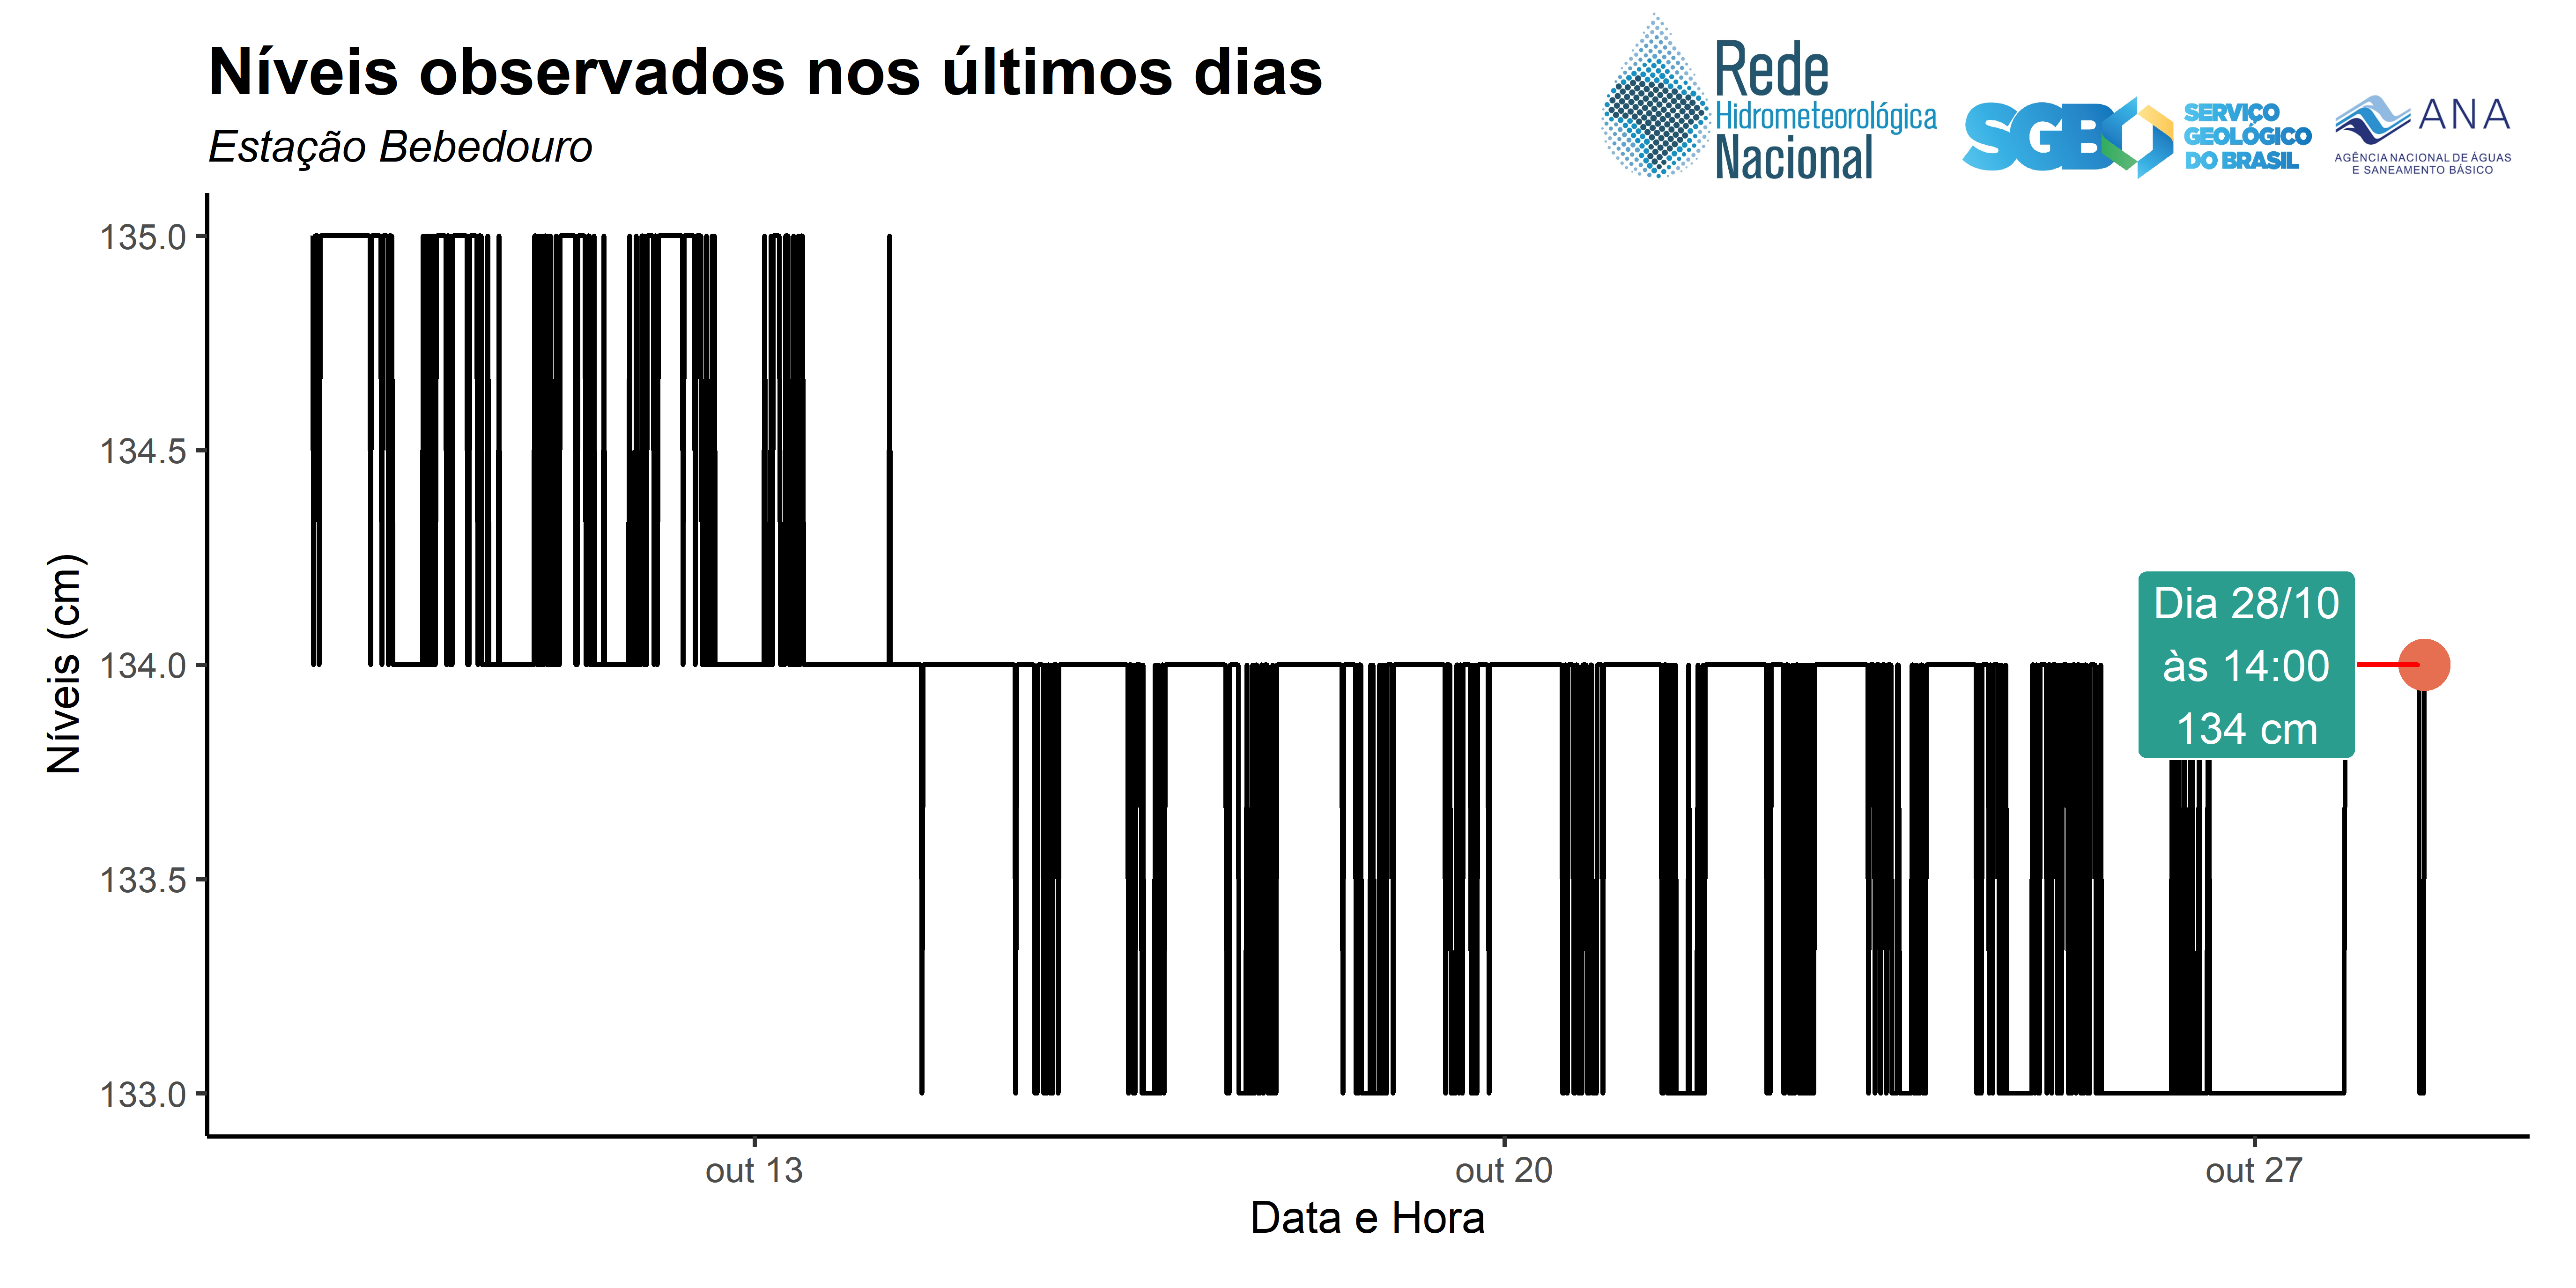 Níveis observados nos últimos dias
Estação Bebedouro
Rede
Hidrometeorológica
Nacional
SGB
SERVIÇO
GEOLÓGICO
DO BRASIL
ANA
AGÊNCIA NACIONAL DE ÁGUAS
E SANEAMENTO BÁSICO
Níveis (cm)
135.0
134.5
134.0
133.5
133.0
Dia 28/10
às 14:00
134 cm
out 13
out 20
out 27
Data e Hora